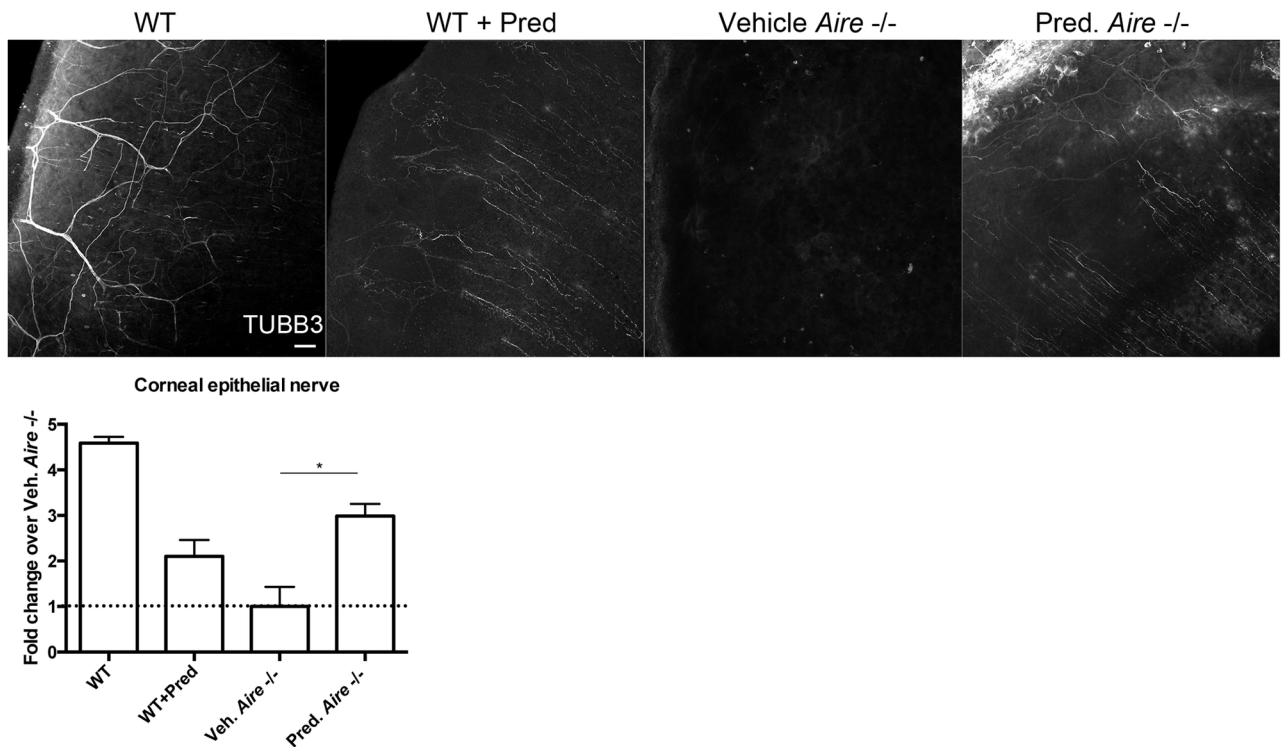 WT
WT + Pred
Vehicle Aire -/-
Pred. Aire -/-
TUBB3
Corneal epithelial nerve
Fold change over Veh. Aire -/-
5
4
3
2
1
0
*
WT
WT+Pred
Veh. Aire -/-
Pred. Aire -/-